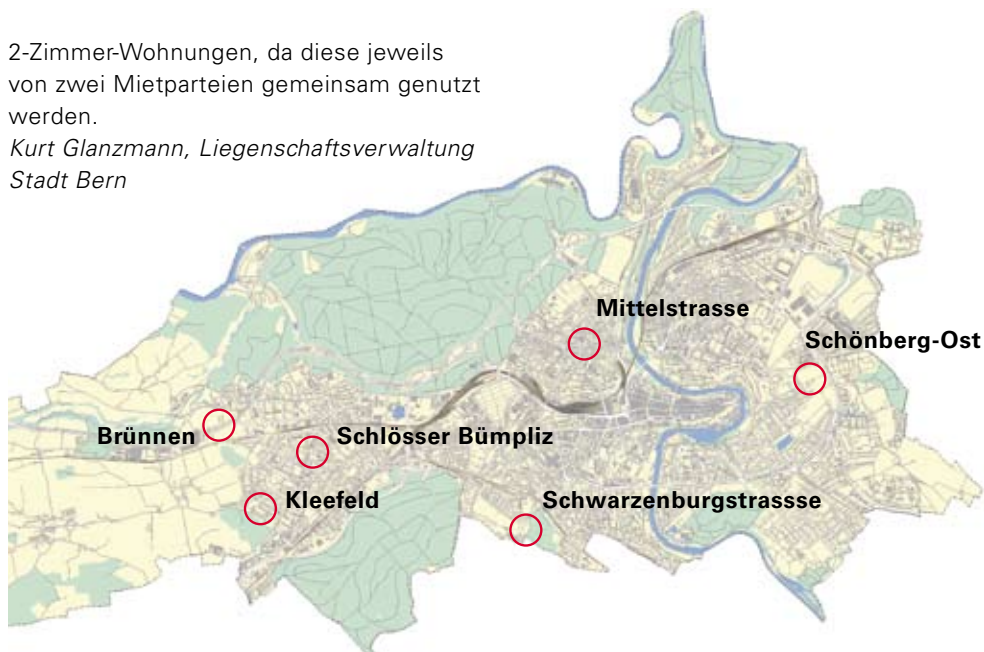 2-Zimmer-Wohnungen, da diese jeweils
von zwei Mietparteien gemeinsam genutzt
werden.
Kurt Glanzmann, Liegenschaftsverwaltung
Stadt Bern
Mittelstrasse
Schönberg-Ost
Brünnen
Schlösser Bümpliz
Kleefeld
Schwarzenburgstrassse